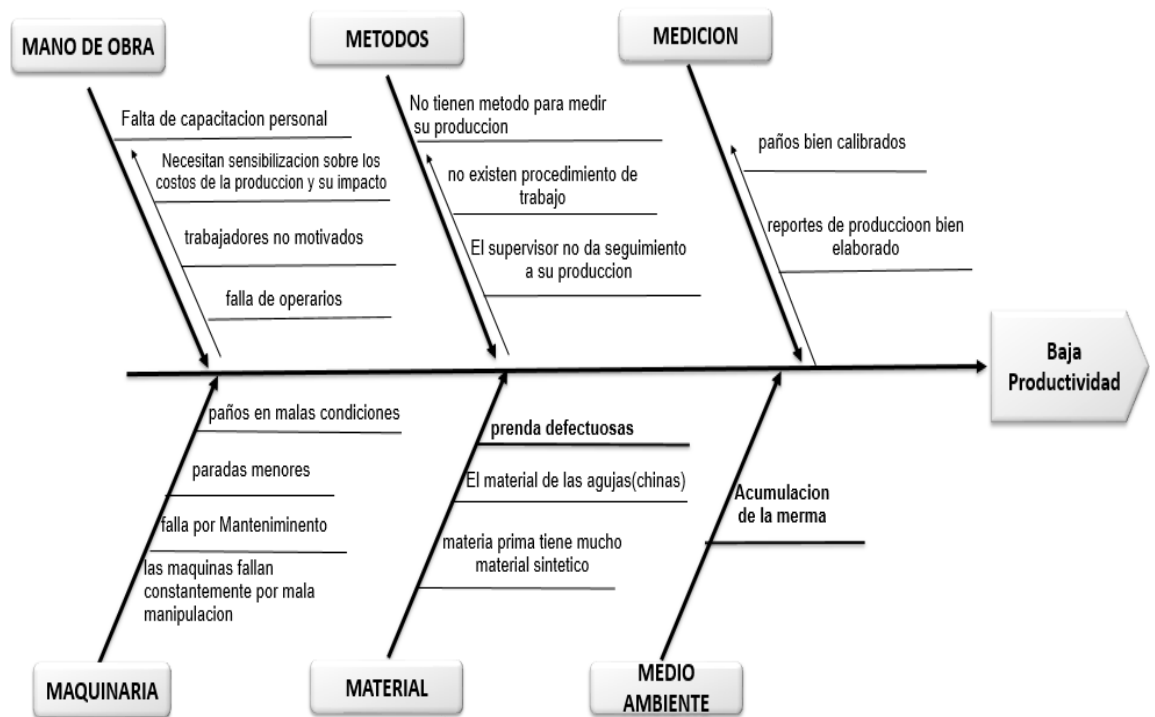 MANO DE OBRA
METODOS
MEDICION
Falta de capacitacion personal
Necesitan sensibilizacion sobre los
costos de la produccion y su impacto
trabajadores no motivados
falla de operarios
No tienen metodo para medir
su produccion
no existen procedimiento de
trabajo
El supervisor no da seguimiento
a su produccion
paños bien calibrados
reportes de produccioon bien
elaborado
Baja
Productividad
paños en malas condiciones
paradas menores
falla por Manteniminento
las maquinas fallan
constantemente por mala
manipulacion
prenda defectuosas
El material de las agujas(chinas)
materia prima tiene mucho
material sintetico
Acumulacion
de la merma
MAQUINARIA
MATERIAL
MEDIO
AMBIENTE